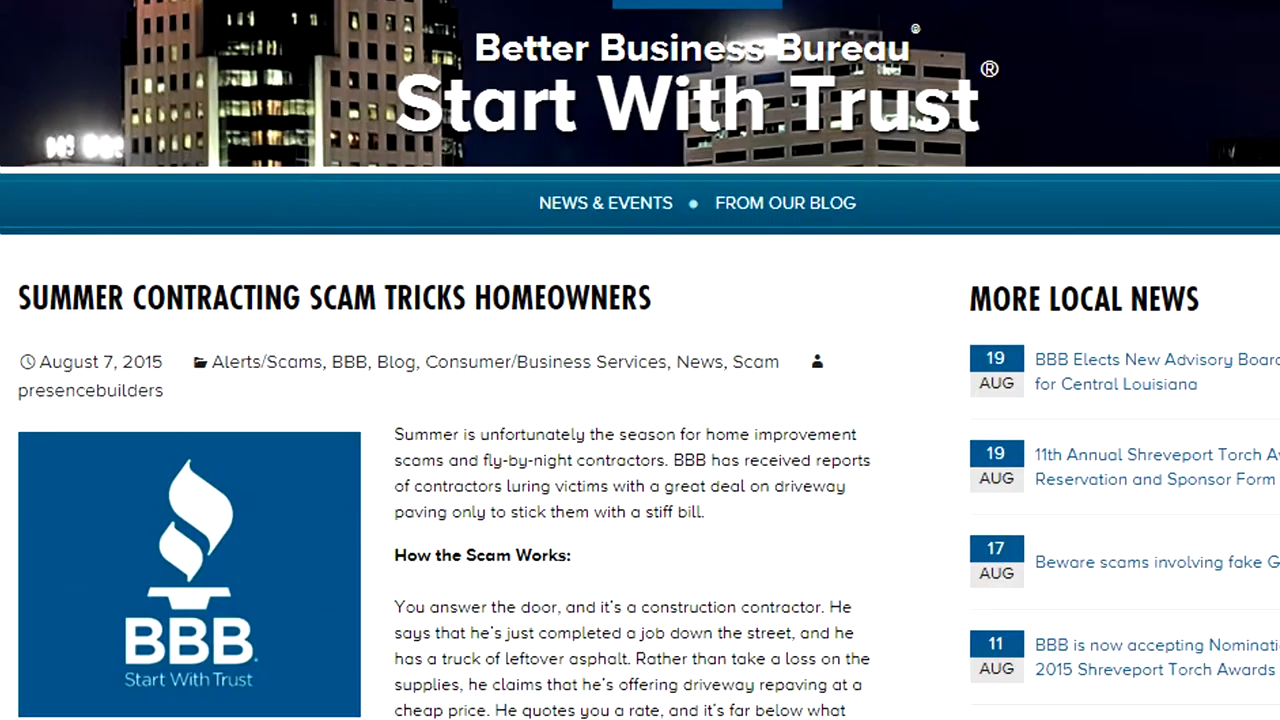 Better Business Bureau®
Start With Trust®
NEWS & EVENTS • FROM OUR BLOG
SUMMER CONTRACTING SCAM TRICKS HOMEOWNERS
August 7, 2015 Alerts/Scams, BBB, Blog, Consumer/Business Services, News, Scam
presencebuilders
BBB.
Start With Trust
Summer is unfortunately the season for home improvement
scams and fly-by-night contractors. BBB has received reports
of contractors luring victims with a great deal on driveway
paving only to stick them with a stiff bill.
How the Scam Works:
You answer the door, and it's a construction contractor. He
says that he's just completed a job down the street, and he
has a truck of leftover asphalt. Rather than take a loss on the
supplies, he claims that he's offering driveway repaving at a
cheap price. He quotes you a rate, and it's far below what
MORE LOCAL NEWS
19
AUG
BBB Elects New Advisory Board
for Central Louisiana
19
AUG
11th Annual Shreveport Torch
Reservation and Sponsor Form
17
AUG
Beware scams involving fake
11
AUG
BBB is now accepting
2015 Shreveport Torch Awards